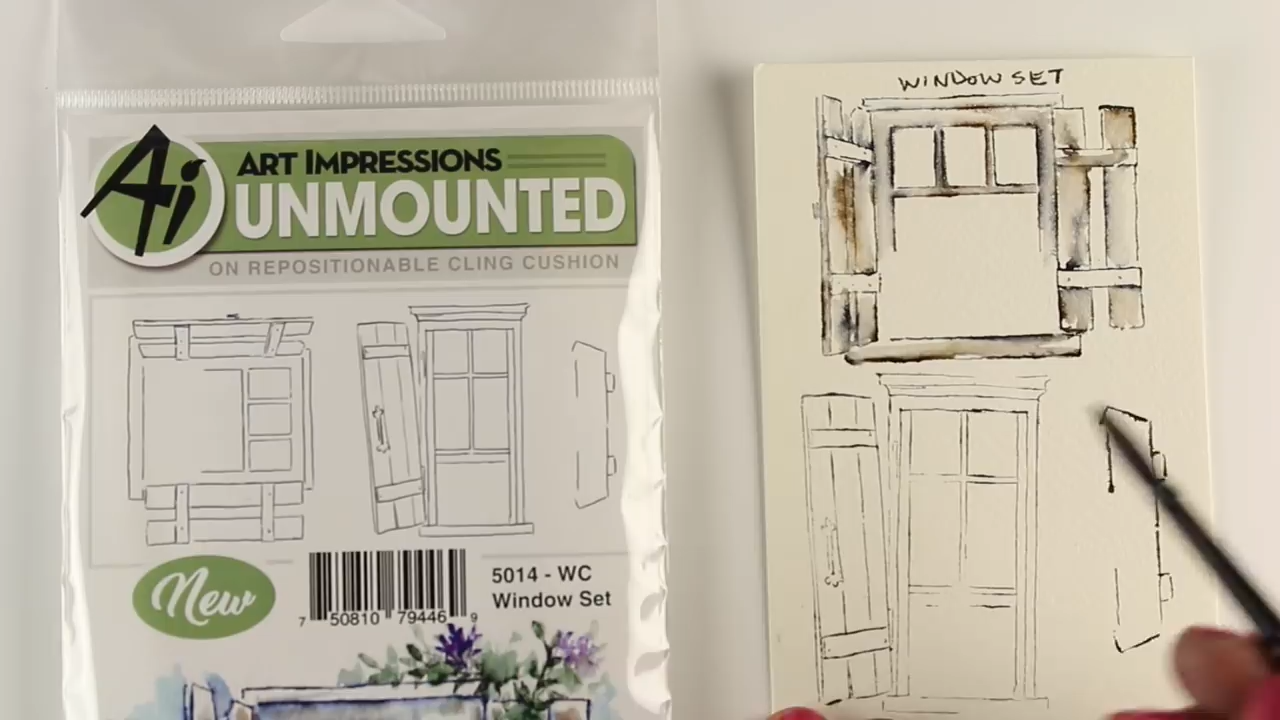 Ai
ART IMPRESSIONS
UNMOUNTED
ON REPOSITIONABLE CLING CUSHION
New
7 50810 79446 9
5014 - WC
Window Set
WINDOW SET